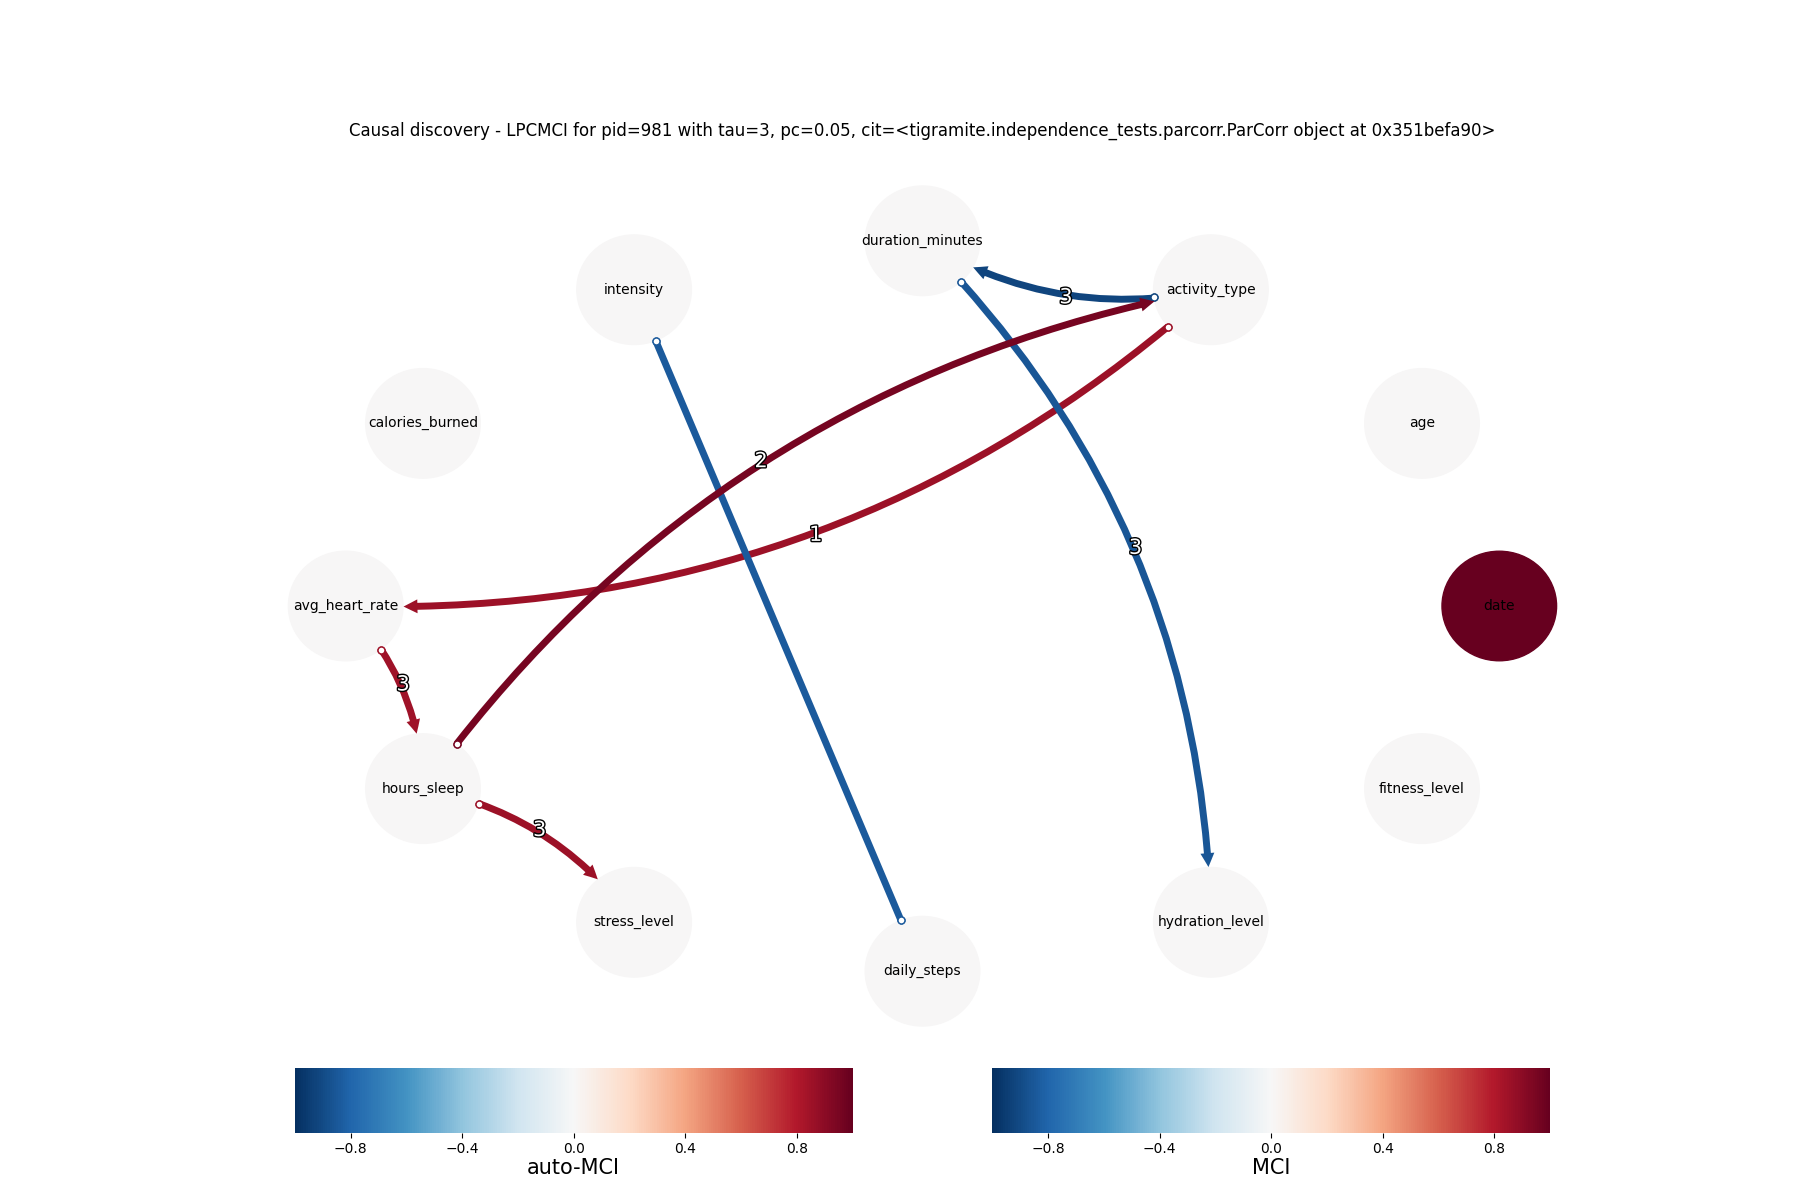 Causal discovery - LPCMCI for pid=981 with tau=3, pc=0.05, cit=<tigramite.independence_tests.parcorr.ParCorr object at 0x351befa90>
duration_minutes
intensity
activity_type
3
calories_burned
age
2
1
3
avg_heart_rate
date
3
hours_sleep
fitness_level
3
stress_level
hydration_level
daily_steps
−0.8 −0.4 0.0 0.4 0.8
auto-MCI
−0.8 −0.4 0.0 0.4 0.8
MCI